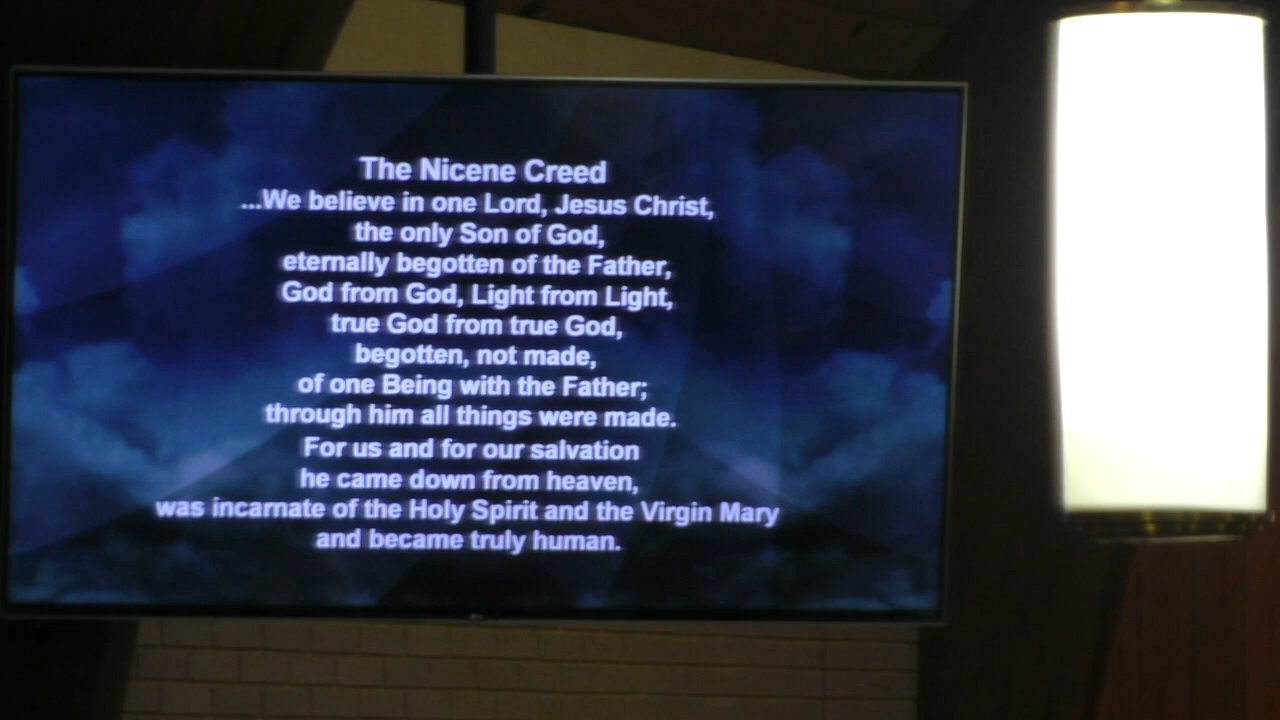 The Nicene Creed
...We believe in one Lord, Jesus Christ,
the only Son of God,
eternally begotten of the Father,
God from God, Light from Light,
true God from true God,
begotten, not made,
of one Being with the Father;
through him all things were made.
For us and for our salvation
he came down from heaven,
was incarnate of the Holy Spirit and the Virgin Mary
and became truly human.